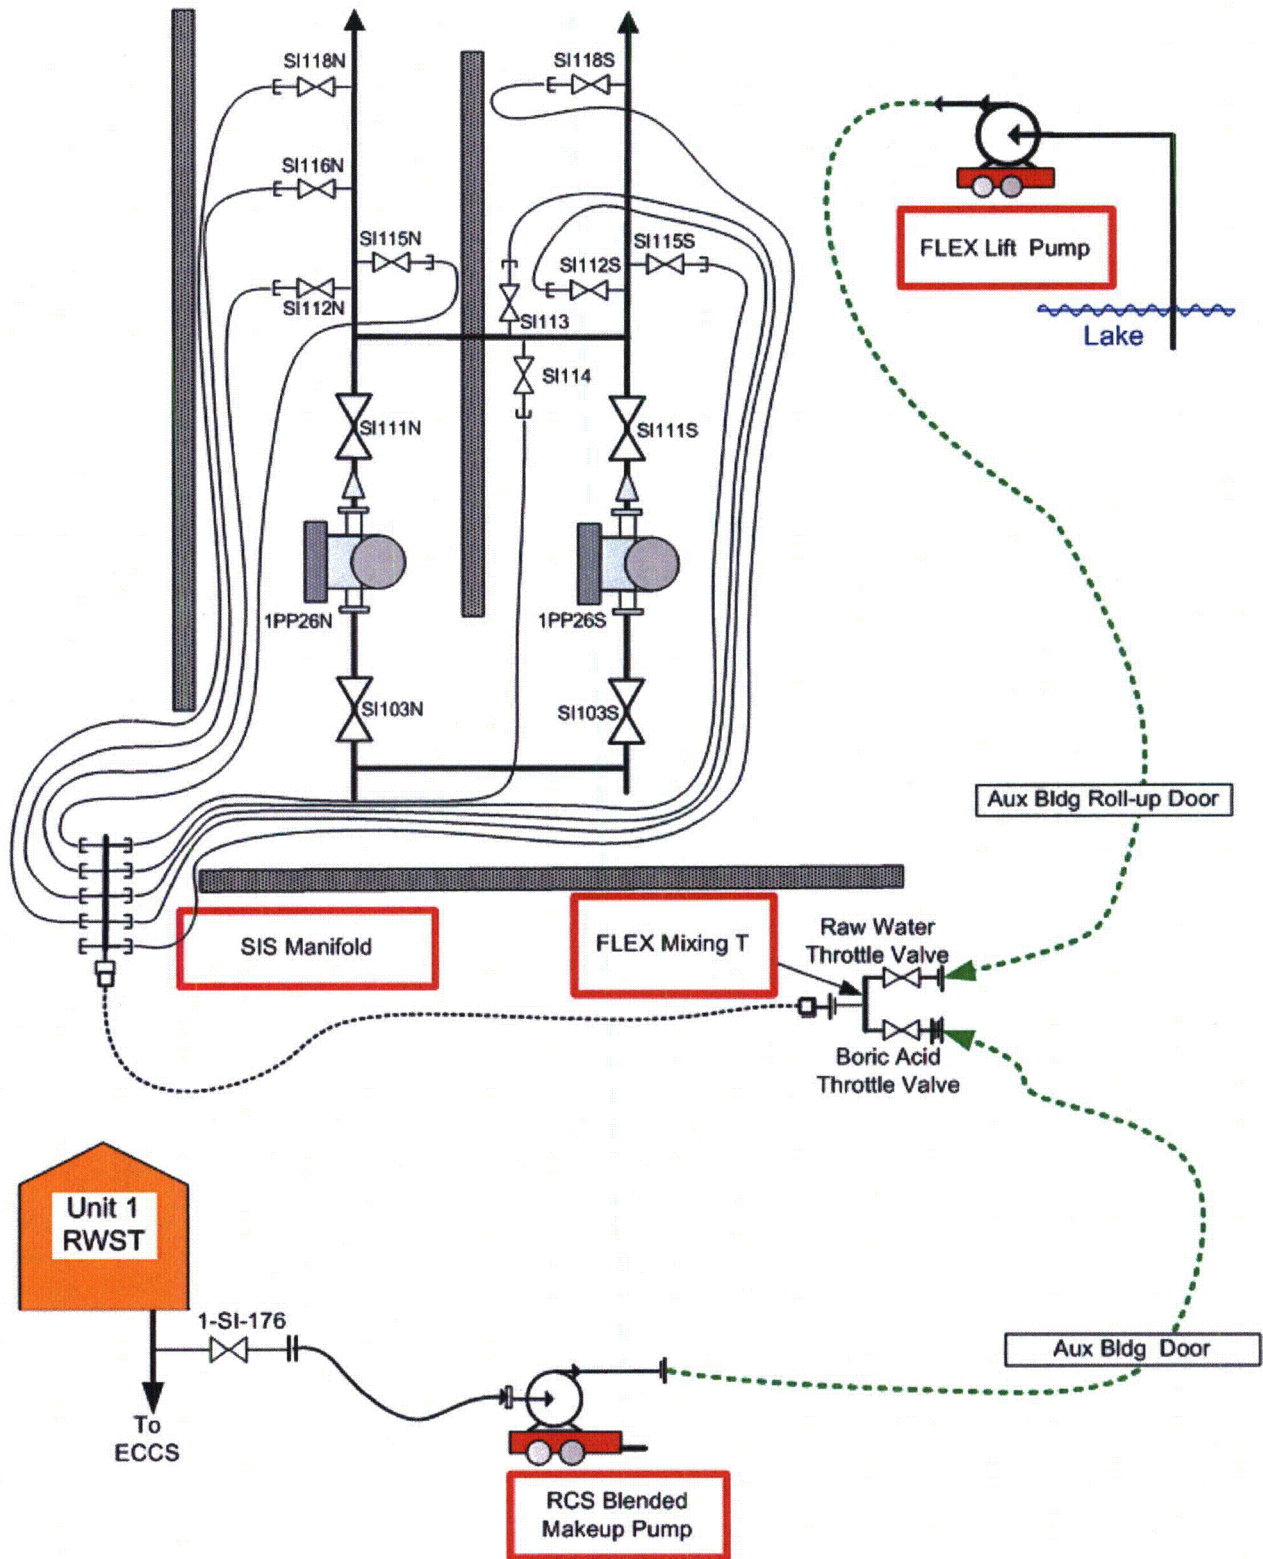 SI118N
SI118S
SI116N
FLEX Lift Pump
SI115N
SI115S
SI112S
SI112N
SI113
Lake
SI114
SI111N
SI111S
1PP26N
1PP26S
SI103N
SI103S
Aux Bldg Roll-up Door
SIS Manifold
FLEX Mixing T
Raw Water
Throttle Valve
Boric Acid
Throttle Valve
Unit 1
RWST
1-SI-176
Aux Bldg Door
To
ECCS
RCS Blended
Makeup Pump